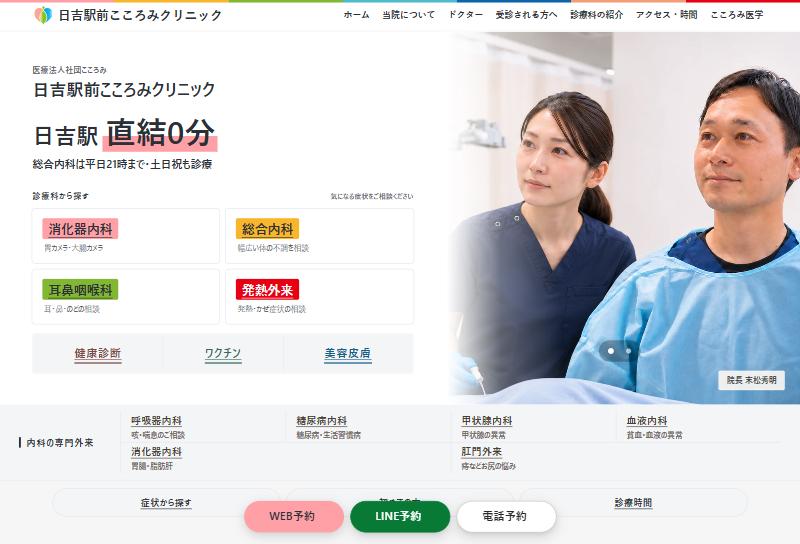 日吉駅前こころみクリニック
ホーム 当院について ドクター 受診される方へ 診療科の紹介 アクセス・時間 こころみ医学
医療法人社団こころみ
日吉駅前こころみクリニック
日吉駅 直結0分
総合内科は平日21時まで・土日祝も診療
診療科から探す 気になる症状をご相談ください
消化器内科
胃カメラ・大腸カメラ
総合内科
幅広い体の不調を相談
耳鼻咽喉科
耳・鼻・のどの相談
発熱外来
発熱・かぜ症状の相談
健康診断 ワクチン 美容皮膚
院長 末松秀明
内科の専門外来
呼吸器内科
咳・喘息のご相談
糖尿病内科
糖尿病・生活習慣病
甲状腺内科
甲状腺の異常
血液内科
貧血・血液の異常
消化器内科
胃腸・脂肪肝
肛門外来
痔などお尻の悩み
症状から探す 診療時間
WEB予約 LINE予約 電話予約